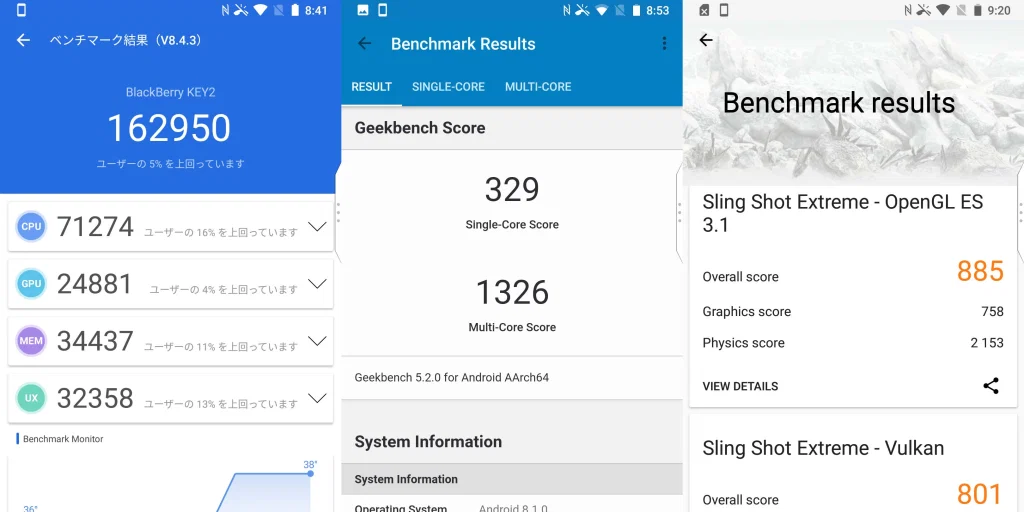 8:41
ベンチマーク結果（V8.4.3）
BlackBerry KEY2
162950
ユーザーの 5% を上回っています
CPU 71274 ユーザーの 16% を上回っています
GPU 24881 ユーザーの 4% を上回っています
MEM 34437 ユーザーの 11% を上回っています
UX 32358 ユーザーの 13% を上回っています
Benchmark Monitor
38°
36°
8:53
Benchmark Results
RESULT SINGLE-CORE MULTI-CORE
Geekbench Score
329
Single-Core Score
1326
Multi-Core Score
Geekbench 5.2.0 for Android AArch64
System Information
System Information
Operating System Android 8.1.0
9:20
Benchmark results
Sling Shot Extreme - OpenGL ES
3.1
Overall score 885
Graphics score 758
Physics score 2 153
VIEW DETAILS
Sling Shot Extreme - Vulkan
Overall score 801